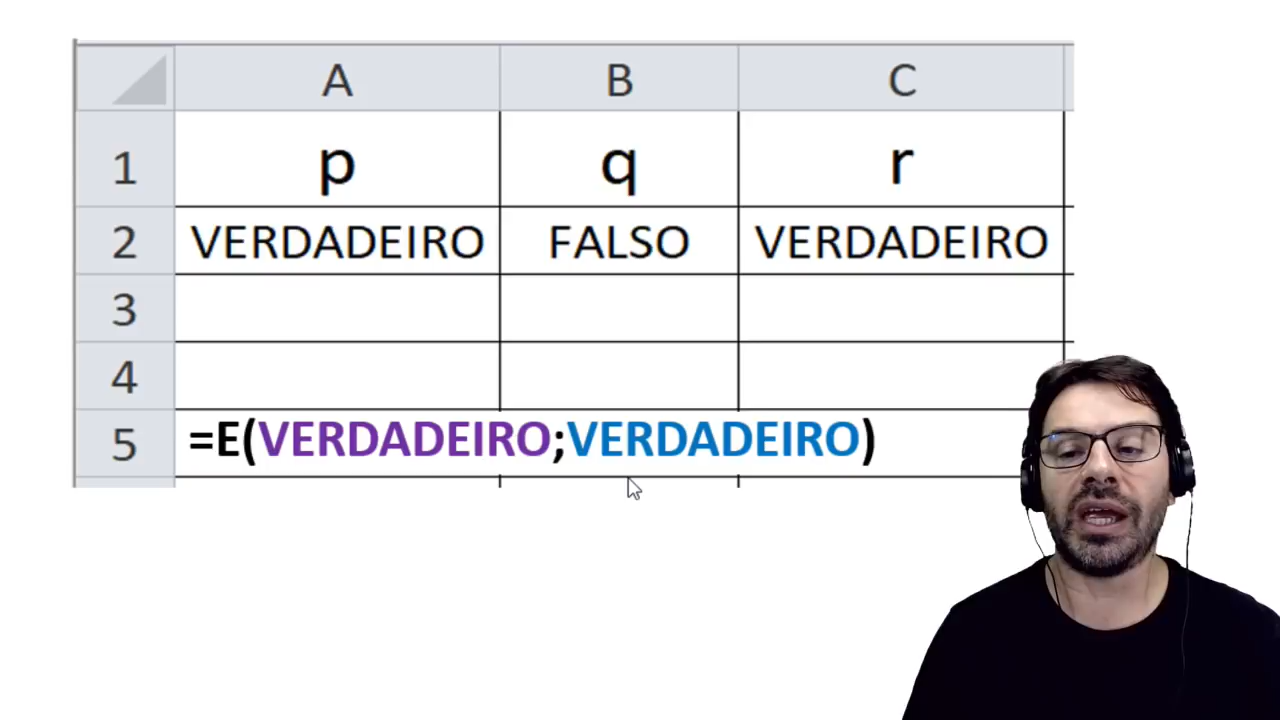 A B C
1 p q r
2 VERDADEIRO FALSO VERDADEIRO
3
4
5 =E(VERDADEIRO;VERDADEIRO)